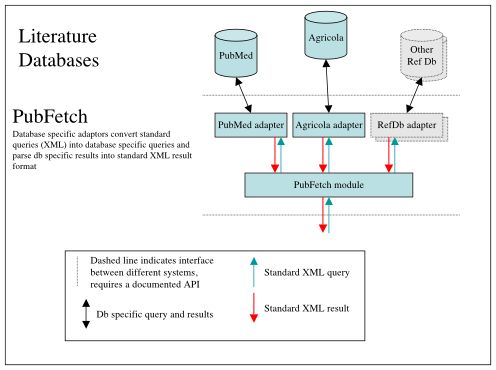 Literature
Databases
PubMed
Agricola
Other
Ref Db
PubFetch
Database specific adaptors convert standard
queries (XML) into database specific queries and
parse db specific results into standard XML result
format
PubMed adapter
Agricola adapter
RefDb adapter
PubFetch module
Dashed line indicates interface
between different systems,
requires a documented API
Db specific query and results
Standard XML query
Standard XML result